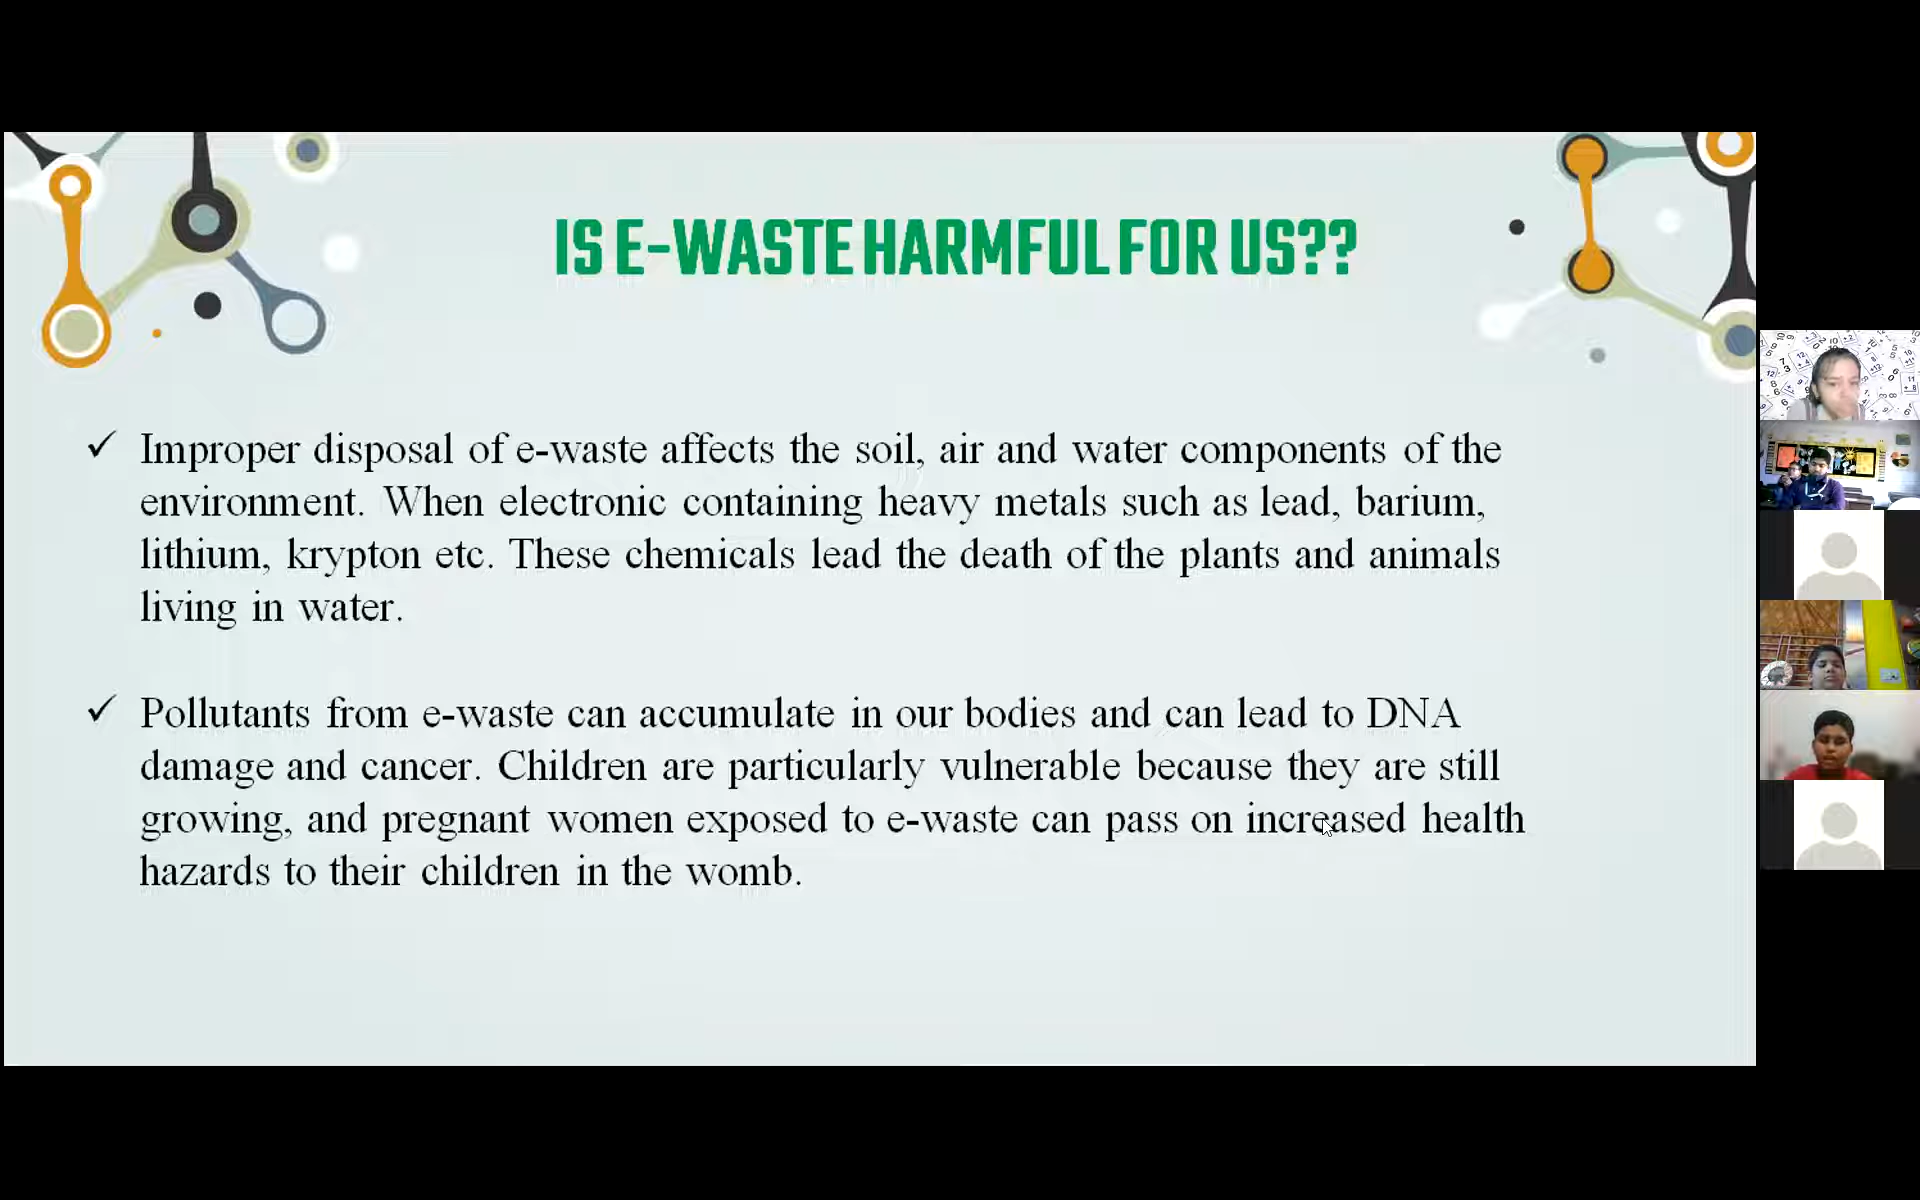 IS E-WASTE HARMFUL FOR US??
✓ Improper disposal of e-waste affects the soil, air and water components of the
environment. When electronic containing heavy metals such as lead, barium,
lithium, krypton etc. These chemicals lead the death of the plants and animals
living in water.
✓ Pollutants from e-waste can accumulate in our bodies and can lead to DNA
damage and cancer. Children are particularly vulnerable because they are still
growing, and pregnant women exposed to e-waste can pass on increased health
hazards to their children in the womb.